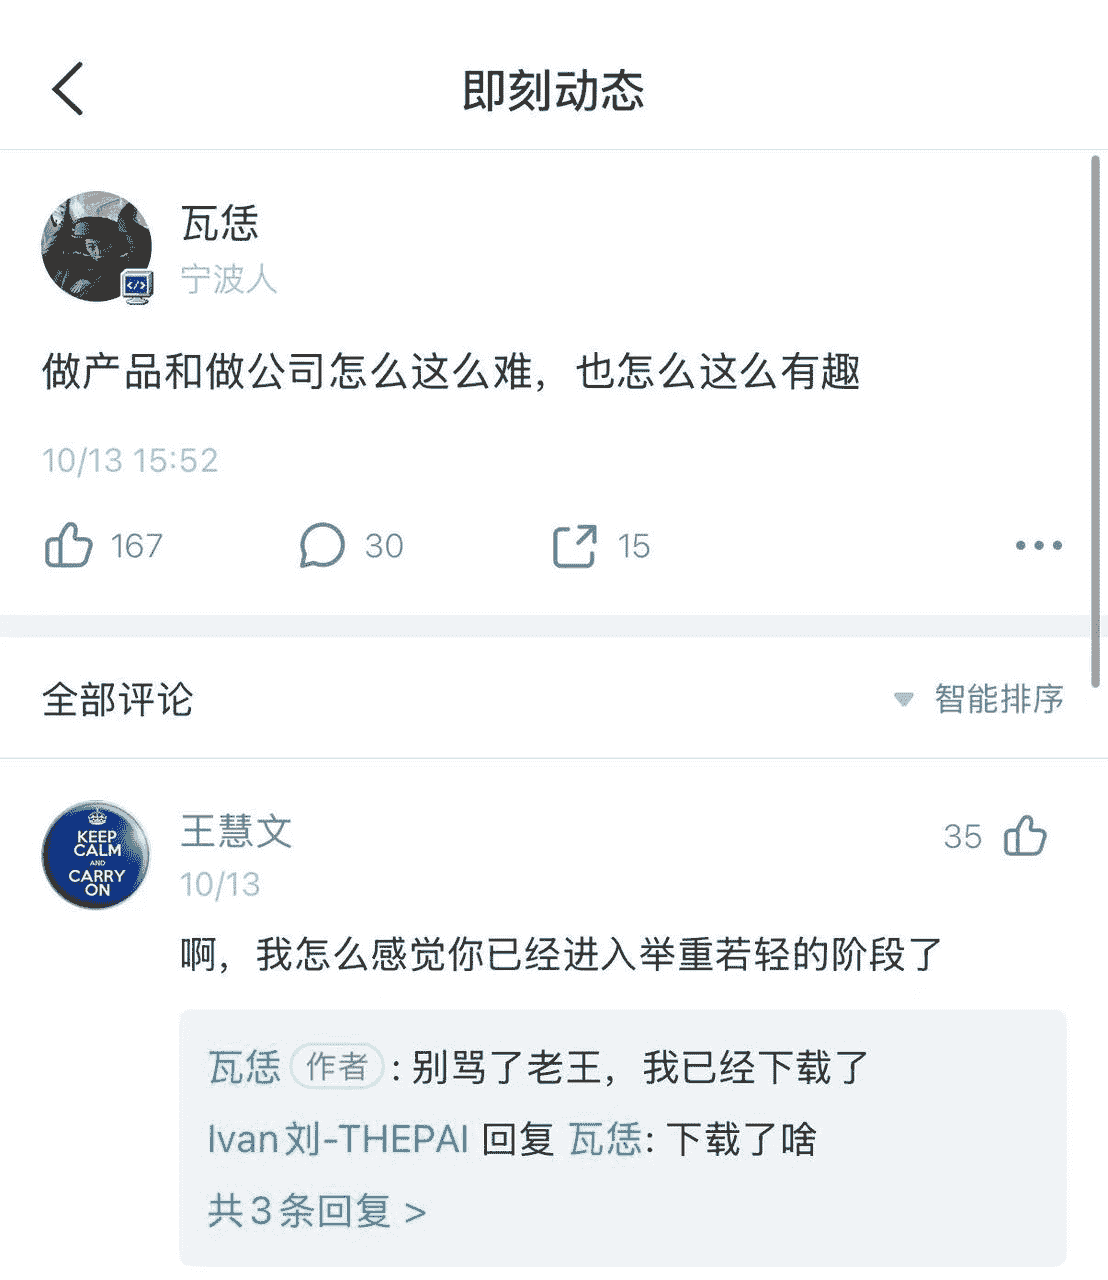 即刻动态
瓦恁
宁波人
做产品和做公司怎么这么难，也怎么这么有趣
10/13 15:52
167 30 15
全部评论 智能排序
KEEP
CALM
AND
CARRY
ON
王慧文 35
10/13
啊，我怎么感觉你已经进入举重若轻的阶段了
瓦恁 作者 : 别骂了老王，我已经下载了
Ivan刘-THEPAI 回复 瓦恁: 下载了啥
共3条回复 >